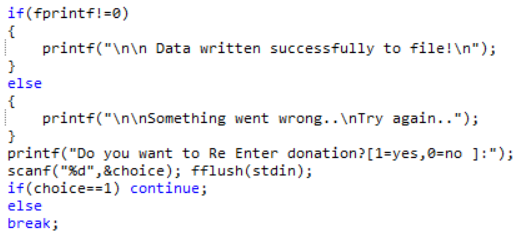 if(fprintf!=0)
{
    printf("\n\n Data written successfully to file!\n");
}
else
{
    printf("\n\nSomething went wrong..\nTry again..");
}
printf("Do you want to Re Enter donation?[1=yes,0=no ]:");
scanf("%d",&choice); fflush(stdin);
if(choice==1) continue;
else
break;